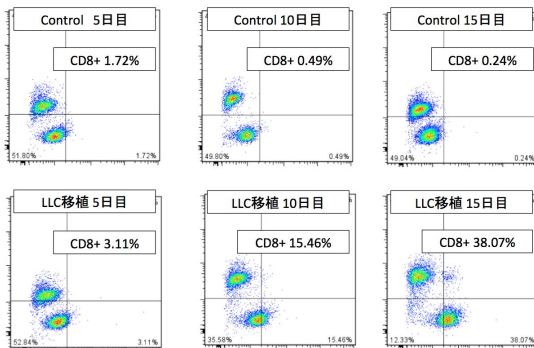 Control 5日目
CD8+ 1.72%
51.80% 1.72%
Control 10日目
CD8+ 0.49%
49.80% 0.49%
Control 15日目
CD8+ 0.24%
49.04% 0.24%
LLC移植 5日目
CD8+ 3.11%
52.84% 3.11%
LLC移植 10日目
CD8+ 15.46%
35.58% 15.46%
LLC移植 15日目
CD8+ 38.07%
12.33% 38.07%